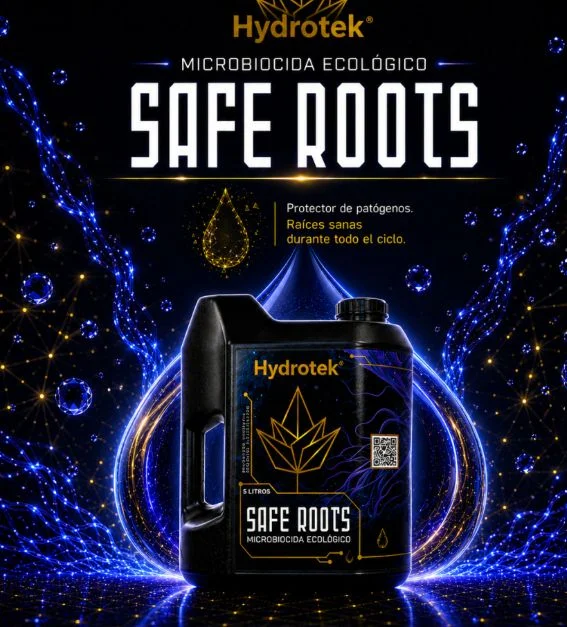 Hydrotek®
MICROBIOCIDA ECOLÓGICO
SAFE ROOTS
Protector de patógenos.
Raíces sanas
durante todo el ciclo.
Hydrotek®
5 LITROS
SAFE ROOTS
MICROBIOCIDA ECOLÓGICO